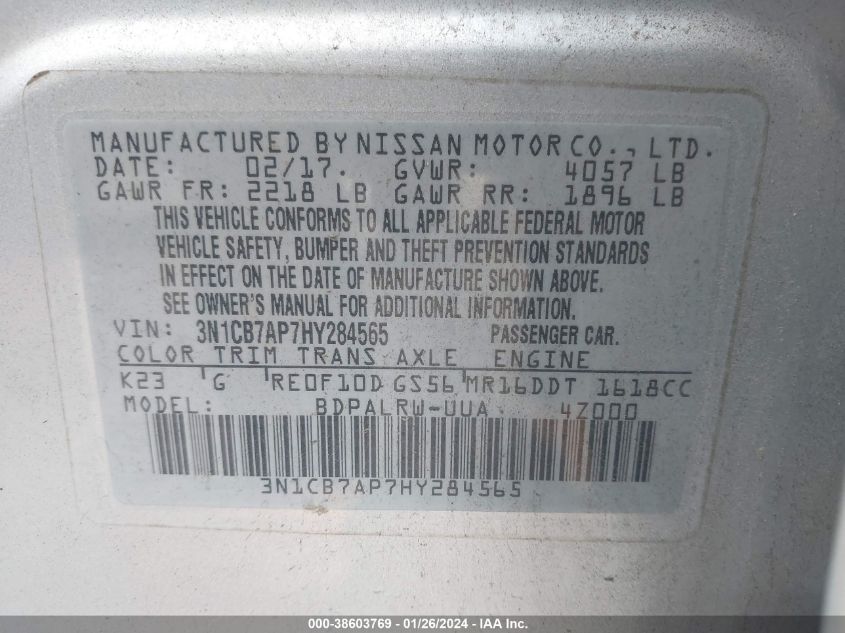 MANUFACTURED BY NISSAN MOTOR CO., LTD.
DATE: 02/17. GVWR: 4057 LB
GAWR FR: 2218 LB GAWR RR: 1896 LB
THIS VEHICLE CONFORMS TO ALL APPLICABLE FEDERAL MOTOR
VEHICLE SAFETY, BUMPER AND THEFT PREVENTION STANDARDS
IN EFFECT ON THE DATE OF MANUFACTURE SHOWN ABOVE.
SEE OWNER'S MANUAL FOR ADDITIONAL INFORMATION.
VIN: 3N1CB7AP7HY284565 PASSENGER CAR.
COLOR TRIM TRANS AXLE ENGINE
K23 'G RE0F10D GS56 MR16DDT 1618CC
MODEL: BDPALRW-UUA 4Z000
3N1CB7AP7HY284565
000-38603769 - 01/26/2024 - IAAI.com